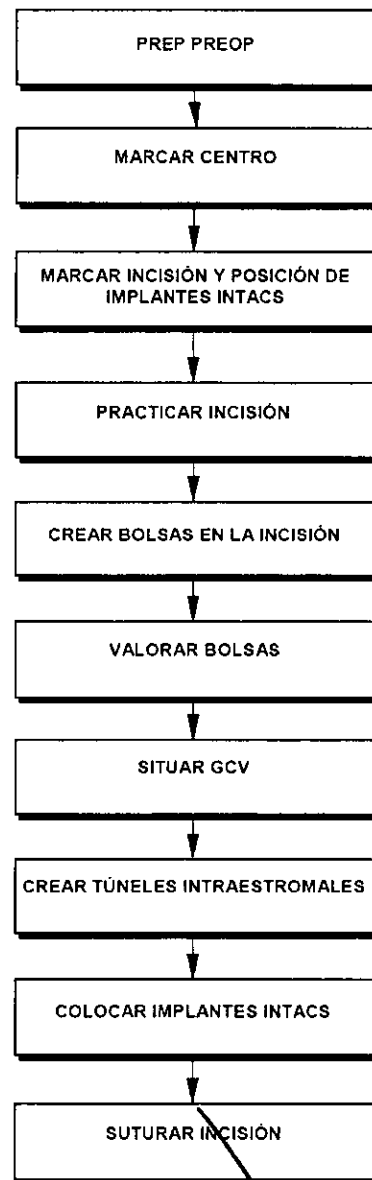 PREP PREOP
MARCAR CENTRO
MARCAR INCISIÓN Y POSICIÓN DE
IMPLANTES INTACS
PRACTICAR INCISIÓN
CREAR BOLSAS EN LA INCISIÓN
VALORAR BOLSAS
SITUAR GCV
CREAR TÚNELES INTRAESTROMALES
COLOCAR IMPLANTES INTACS
SUTURAR INCISIÓN